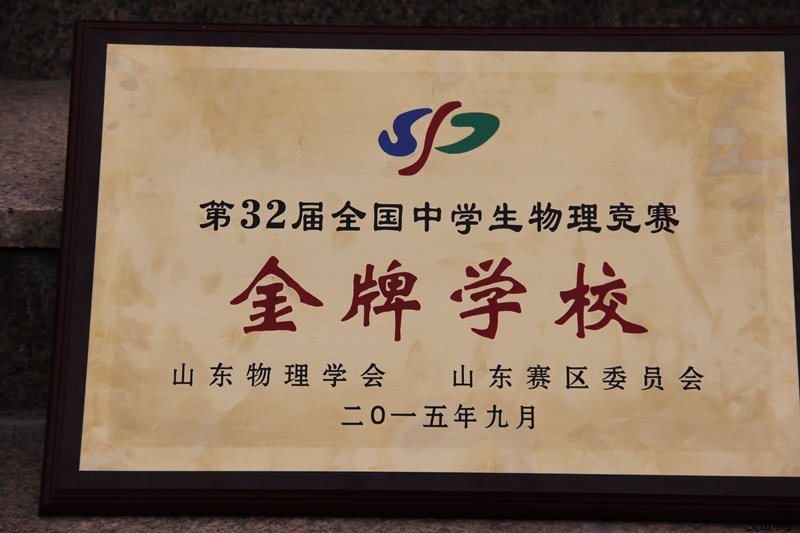 第32届全国中学生物理竞赛
金牌学校
山东物理学会 山东赛区委员会
二〇一五年九月